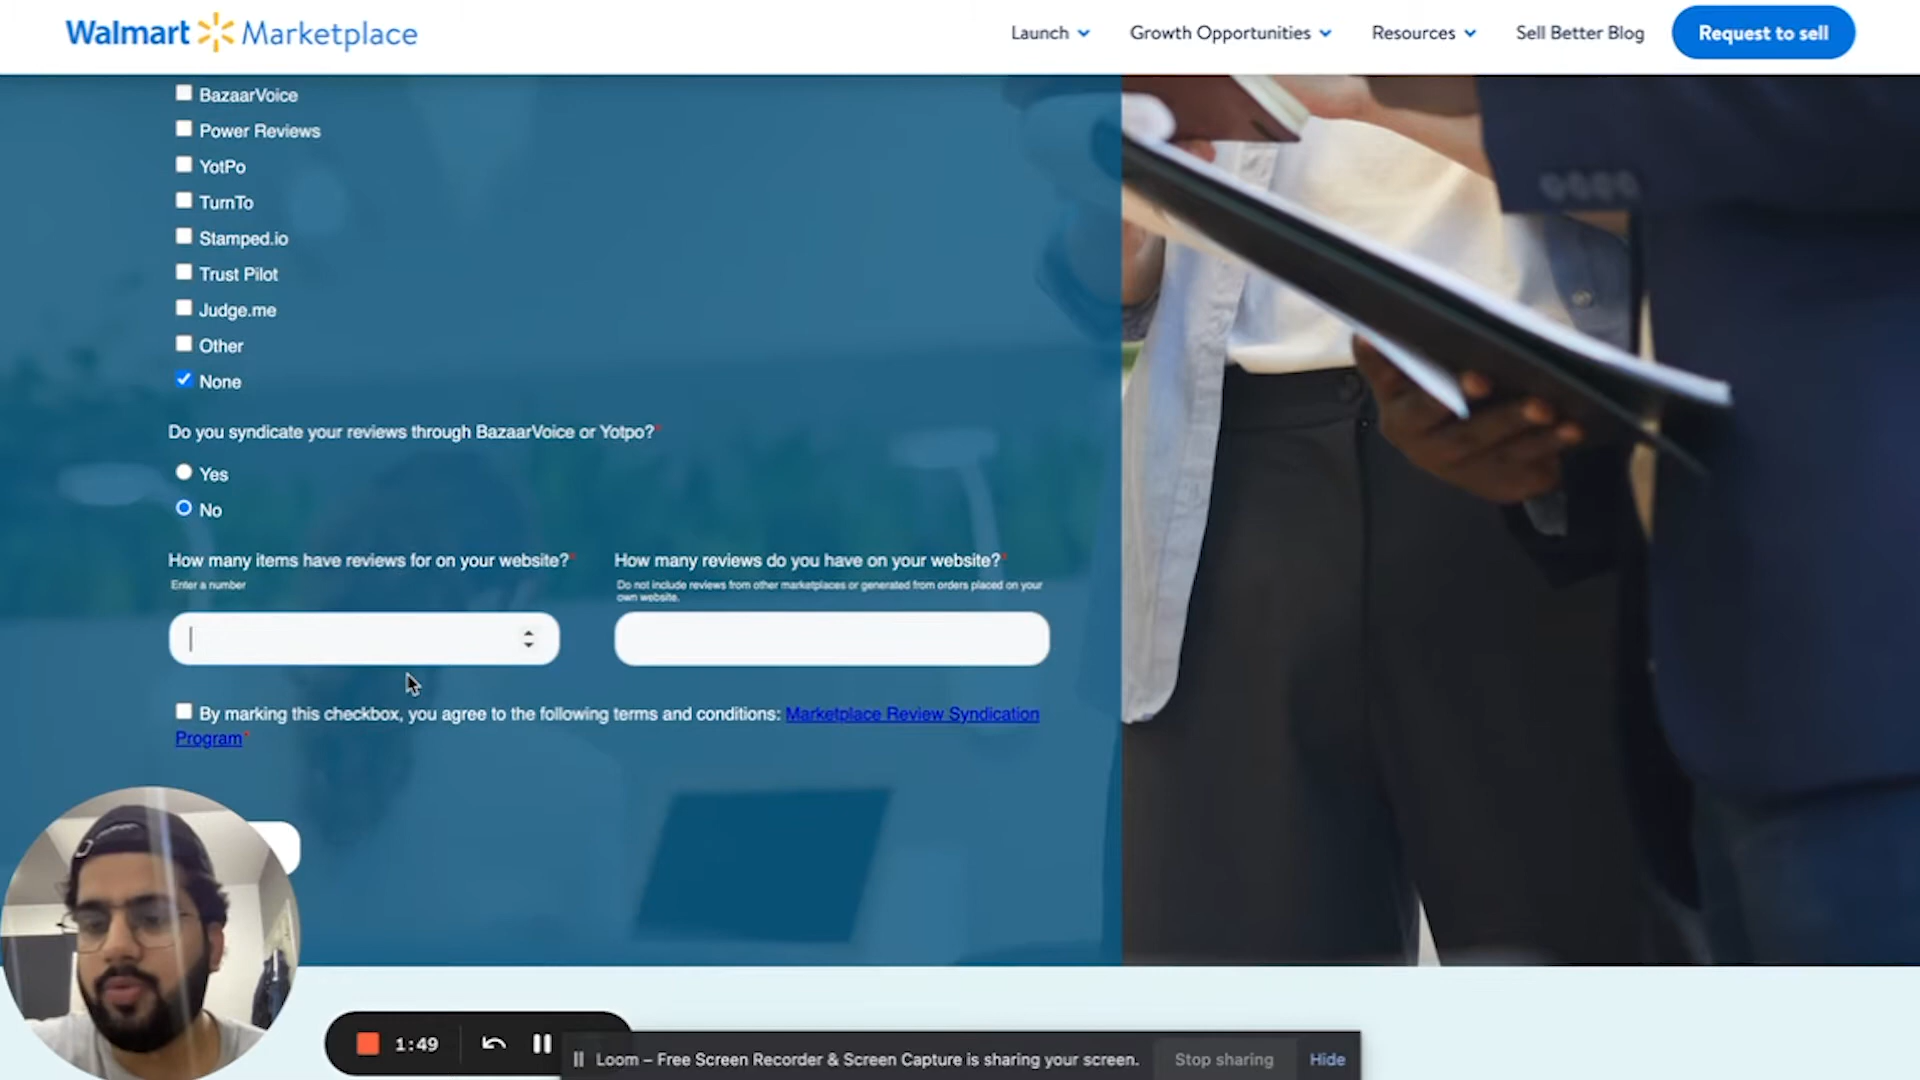 Walmart Marketplace
Launch
Growth Opportunities
Resources
Sell Better Blog
Request to sell
BazaarVoice
Power Reviews
YotPo
TurnTo
Stamped.io
Trust Pilot
Judge.me
Other
None
Do you syndicate your reviews through BazaarVoice or Yotpo?*
Yes
No
How many items have reviews for on your website?*
Enter a number
How many reviews do you have on your website?*
Do not include reviews from other marketplaces or generated from orders placed on your
own website.
By marking this checkbox, you agree to the following terms and conditions: Marketplace Review Syndication
Program*
1:49
Loom – Free Screen Recorder & Screen Capture is sharing your screen.
Stop sharing
Hide